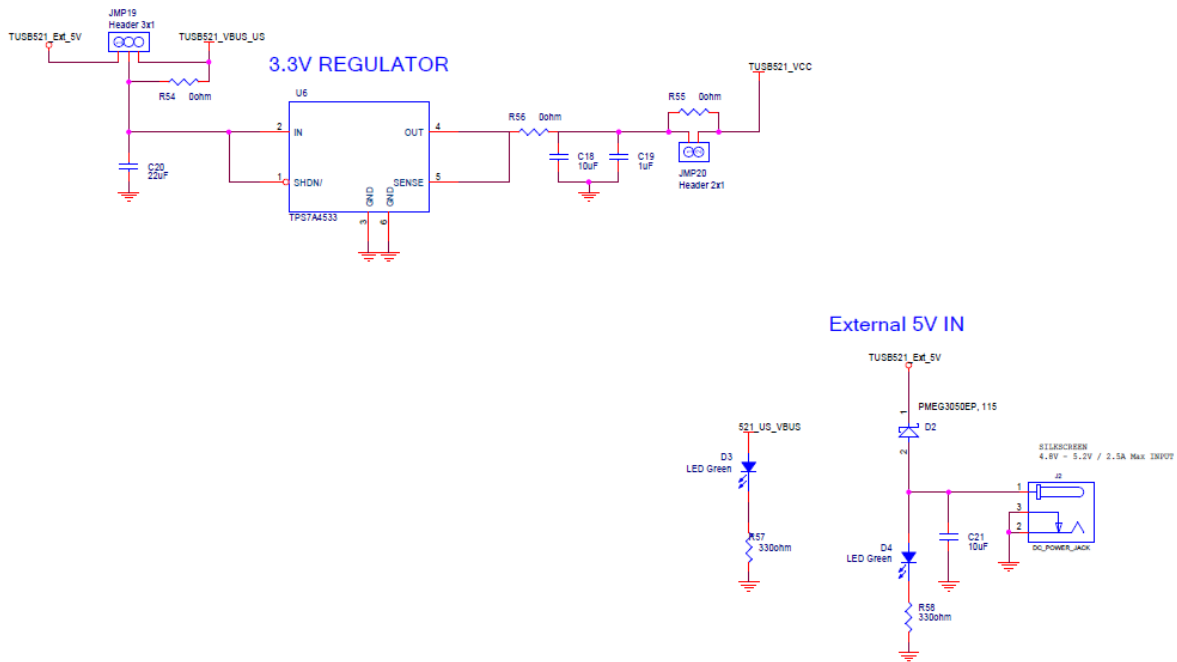 JMP19
Header 3x1
TUSB521_Ext_5V
TUSB521_VBUS_US
3.3V REGULATOR
TUSB521_VCC
R54 0ohm
U6
R55 0ohm
R56 0ohm
2 IN
OUT 4
C20
22uF
C18
10uF
C19
1uF
JMP20
Header 2x1
1 SHDN/
SENSE 5
GND
GND
TPS7A4533
3
6
External 5V IN
TUSB521_Ext_5V
1
PMEG3050EP, 115
D2
2
521_US_VBUS
SILKSCREEN
4.8V - 5.2V / 2.5A Max INPUT
D3
LED Green
J2
1
3
2
DC_POWER_JACK
R57
330ohm
D4
LED Green
C21
10uF
R58
330ohm